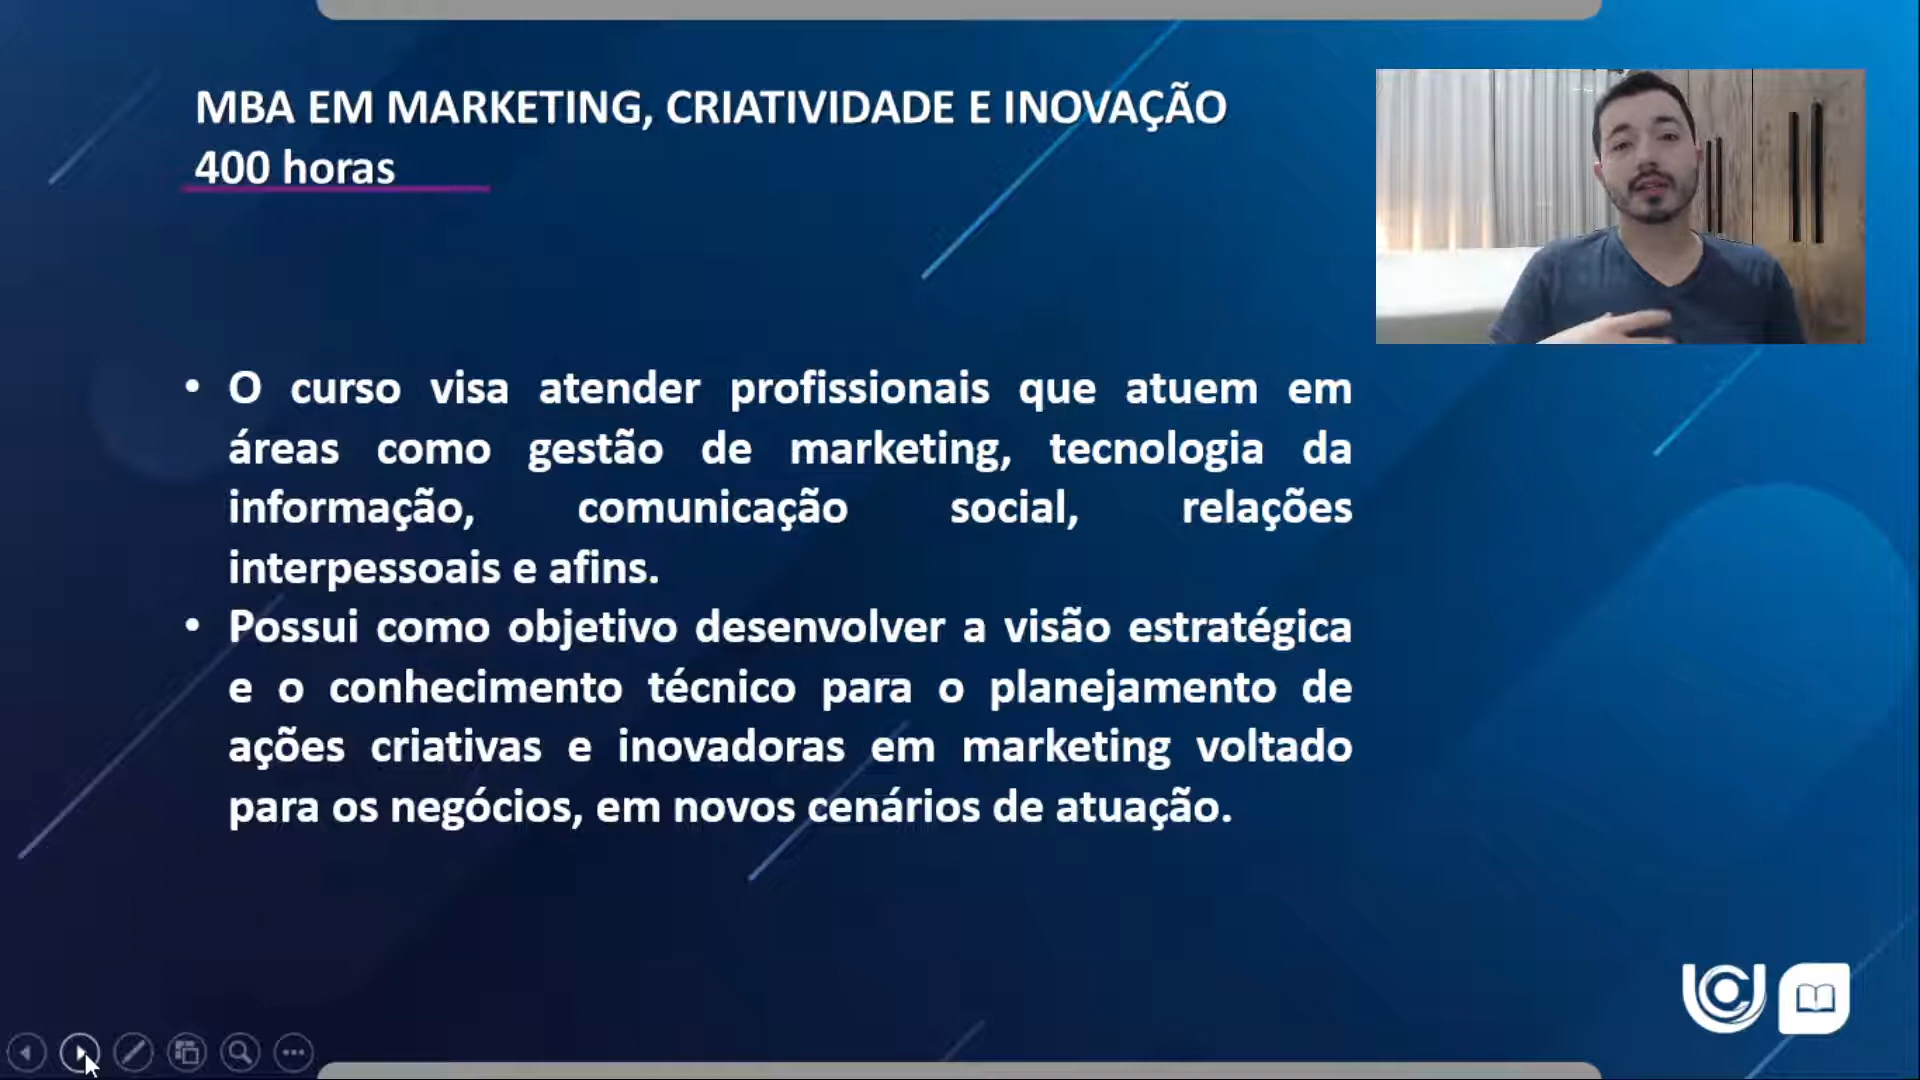 MBA EM MARKETING, CRIATIVIDADE E INOVAÇÃO
400 horas
• O curso visa atender profissionais que atuem em
áreas como gestão de marketing, tecnologia da
informação, comunicação social, relações
interpessoais e afins.
• Possui como objetivo desenvolver a visão estratégica
e o conhecimento técnico para o planejamento de
ações criativas e inovadoras em marketing voltado
para os negócios, em novos cenários de atuação.